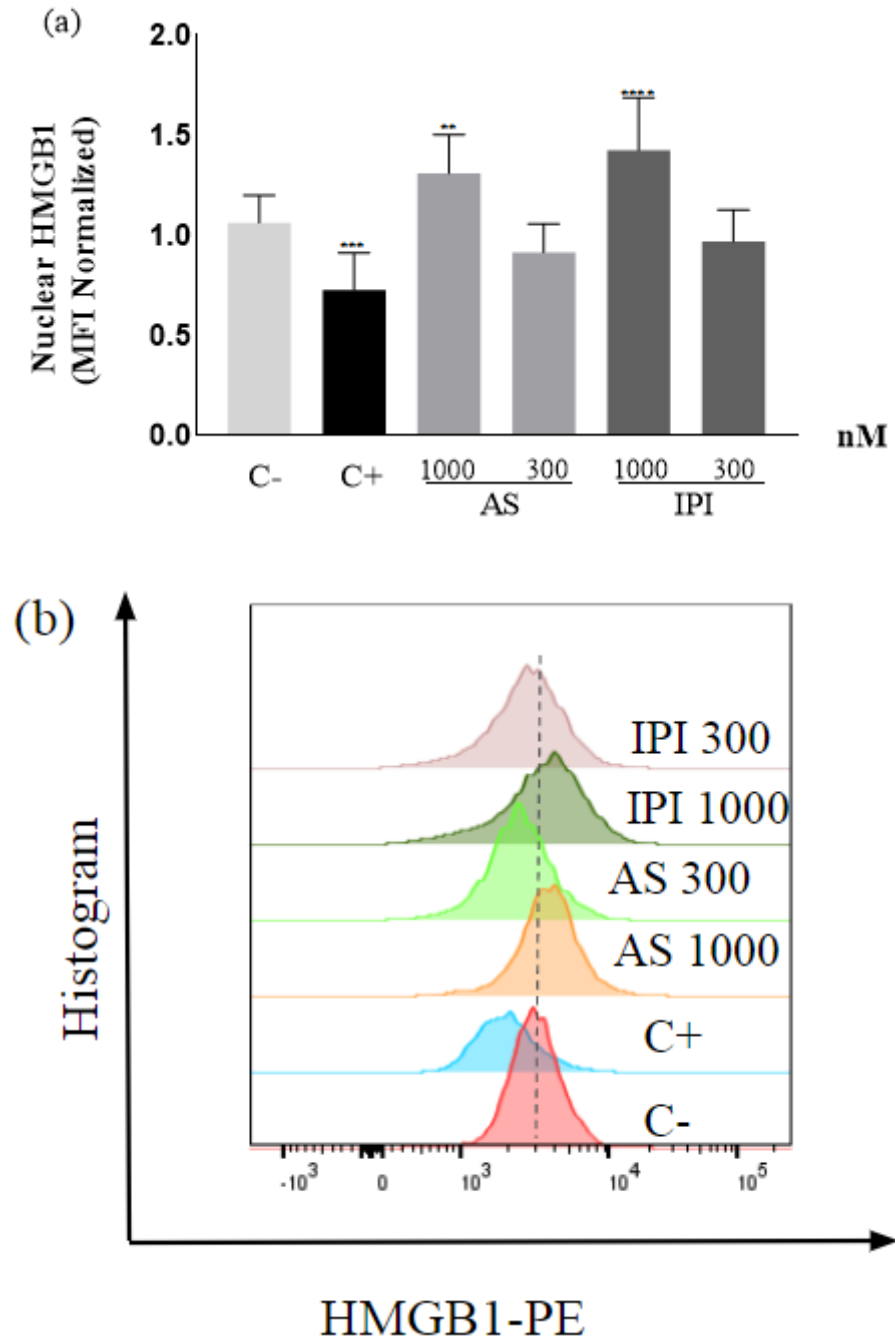 (a)
Nuclear HMGB1
(MFI Normalized)
2.0
1.5
1.0
0.5
0.0
***
**
****
nM
C-
C+
1000
300
1000
300
AS
IPI
(b)
Histogram
IPI 300
IPI 1000
AS 300
AS 1000
C+
C-
-10³
0
10³
10⁴
10⁵
HMGB1-PE